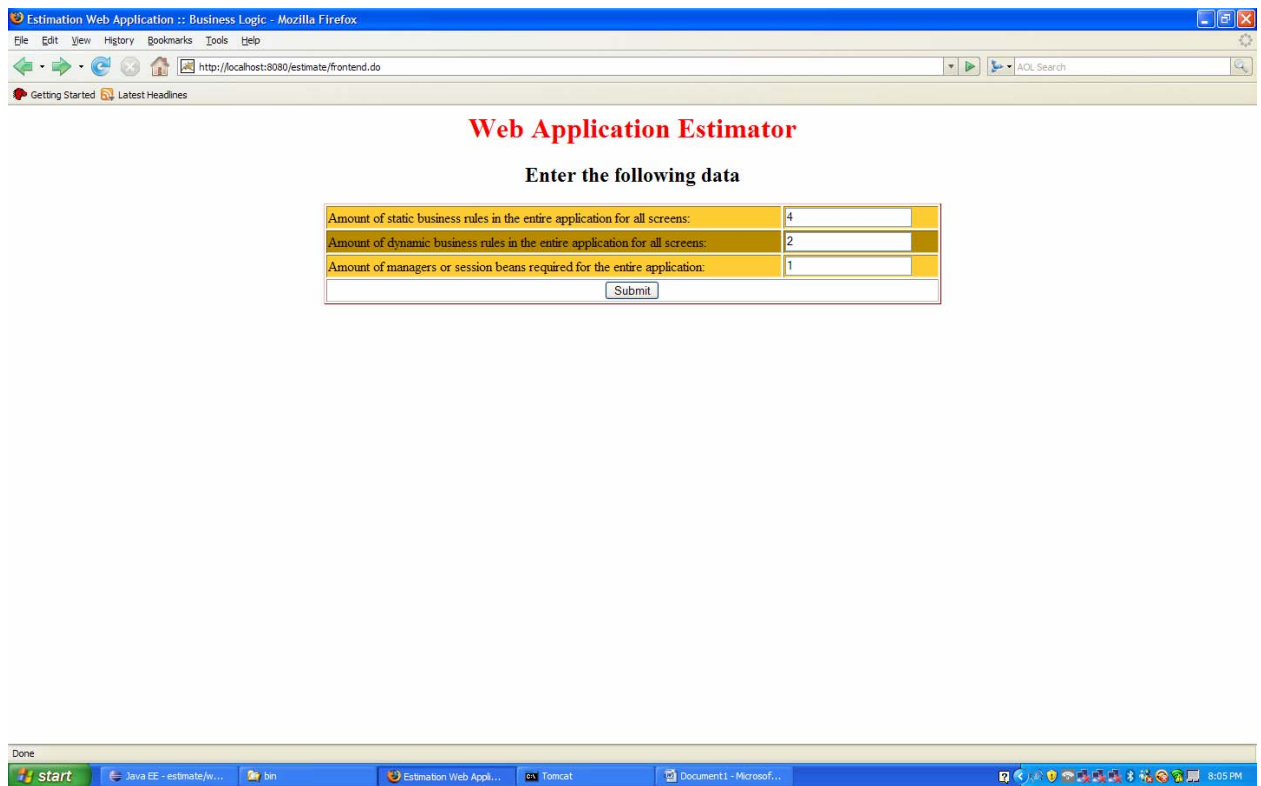 Estimation Web Application :: Business Logic - Mozilla Firefox
File Edit View History Bookmarks Tools Help
http://localhost:8080/estimate/frontend.do
AOL Search
Getting Started Latest Headlines
Web Application Estimator
Enter the following data
Amount of static business rules in the entire application for all screens: 4
Amount of dynamic business rules in the entire application for all screens: 2
Amount of managers or session beans required for the entire application: 1
Submit
Done
start Java EE - estimate/w... bin Estimation Web Appli... Tomcat Document1 - Microsof... 8:05 PM